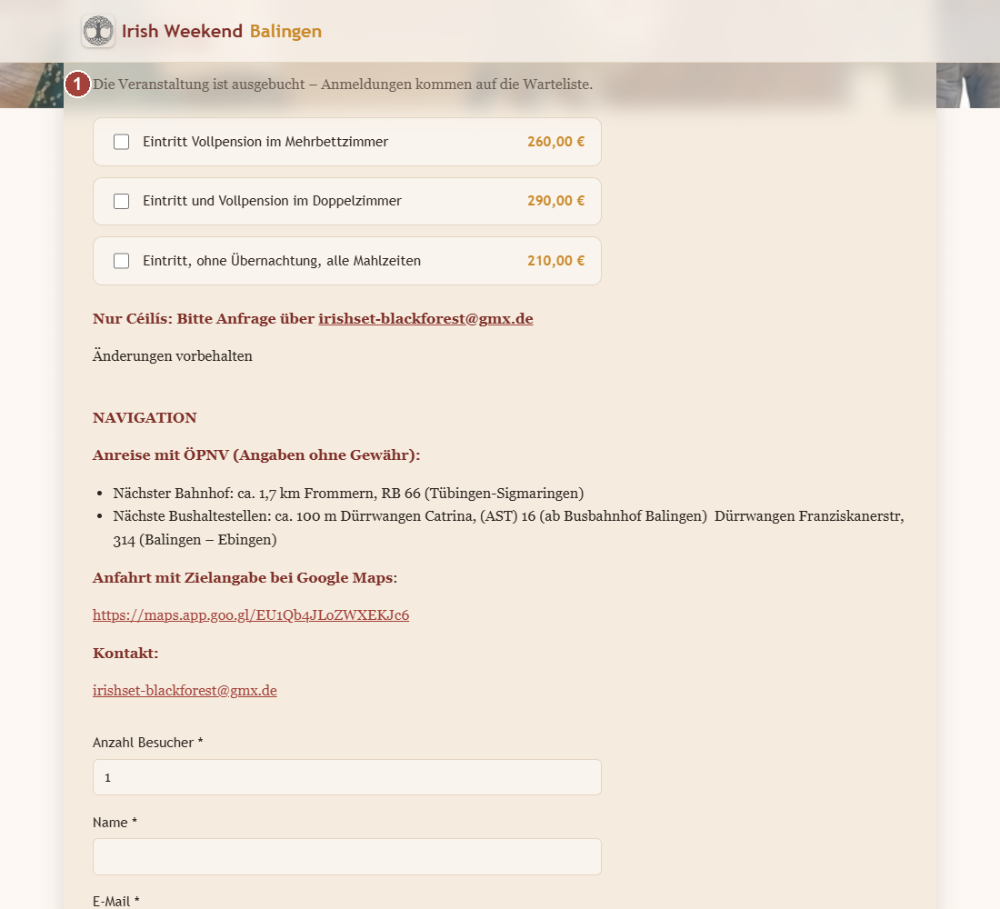 Irish Weekend Balingen
1 Die Veranstaltung ist ausgebucht – Anmeldungen kommen auf die Warteliste.
Eintritt Vollpension im Mehrbettzimmer 260,00 €
Eintritt und Vollpension im Doppelzimmer 290,00 €
Eintritt, ohne Übernachtung, alle Mahlzeiten 210,00 €
Nur Céilís: Bitte Anfrage über irishset-blackforest@gmx.de
Änderungen vorbehalten
NAVIGATION
Anreise mit ÖPNV (Angaben ohne Gewähr):
• Nächster Bahnhof: ca. 1,7 km Frommern, RB 66 (Tübingen-Sigmaringen)
• Nächste Bushaltestellen: ca. 100 m Dürrwangen Catrina, (AST) 16 (ab Busbahnhof Balingen)  Dürrwangen Franziskanerstr,
314 (Balingen – Ebingen)
Anfahrt mit Zielangabe bei Google Maps:
https://maps.app.goo.gl/EU1Qb4JLoZWXEKJc6
Kontakt:
irishset-blackforest@gmx.de
Anzahl Besucher *
1
Name *
E-Mail *